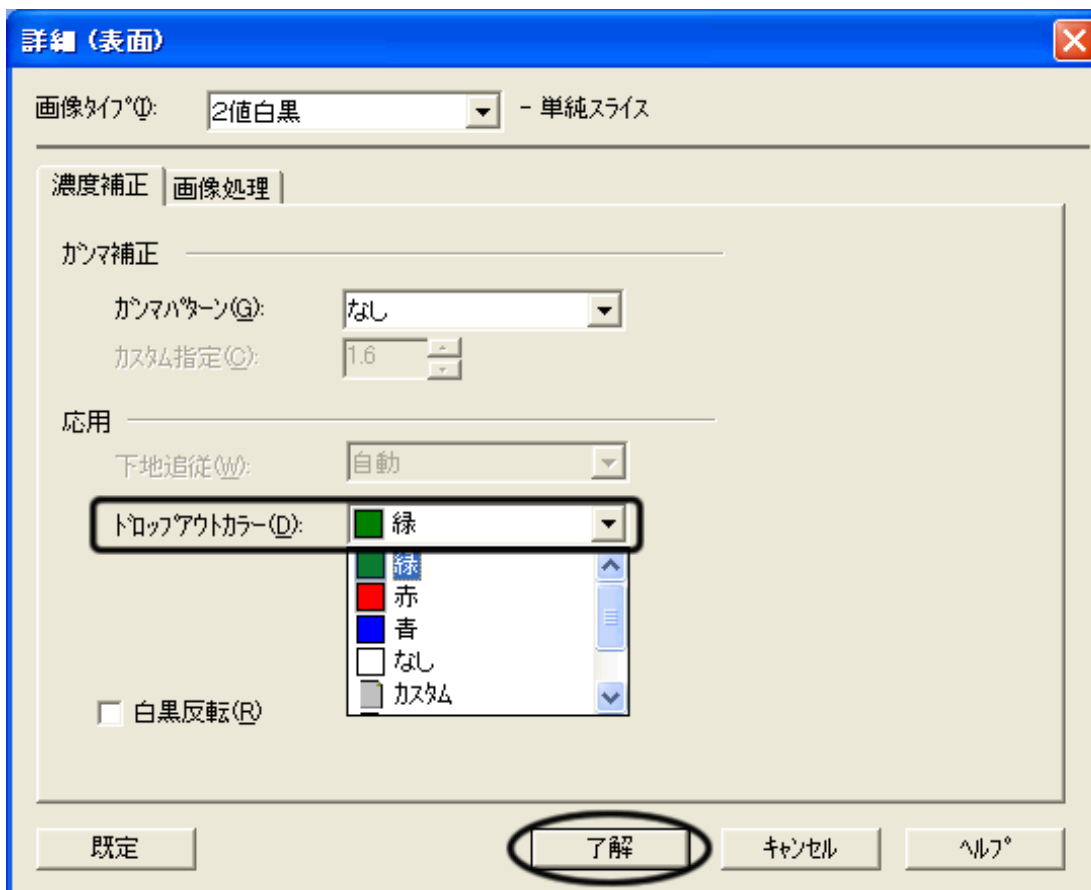 詳細(表面)
画像ﾀｲﾌﾟ(I): 2値白黒 - 単純ｽﾗｲｽ
濃度補正 画像処理
ｶﾞﾝﾏ補正
ｶﾞﾝﾏﾊﾟﾀｰﾝ(G): なし
ｶｽﾀﾑ指定(C): 1.6
応用
下地追従(W): 自動
ﾄﾞﾛｯﾌﾟｱｳﾄｶﾗｰ(D): 緑
緑
赤
青
なし
ｶｽﾀﾑ
白黒反転(R)
既定 了解 ｷｬﾝｾﾙ ﾍﾙﾌﾟ